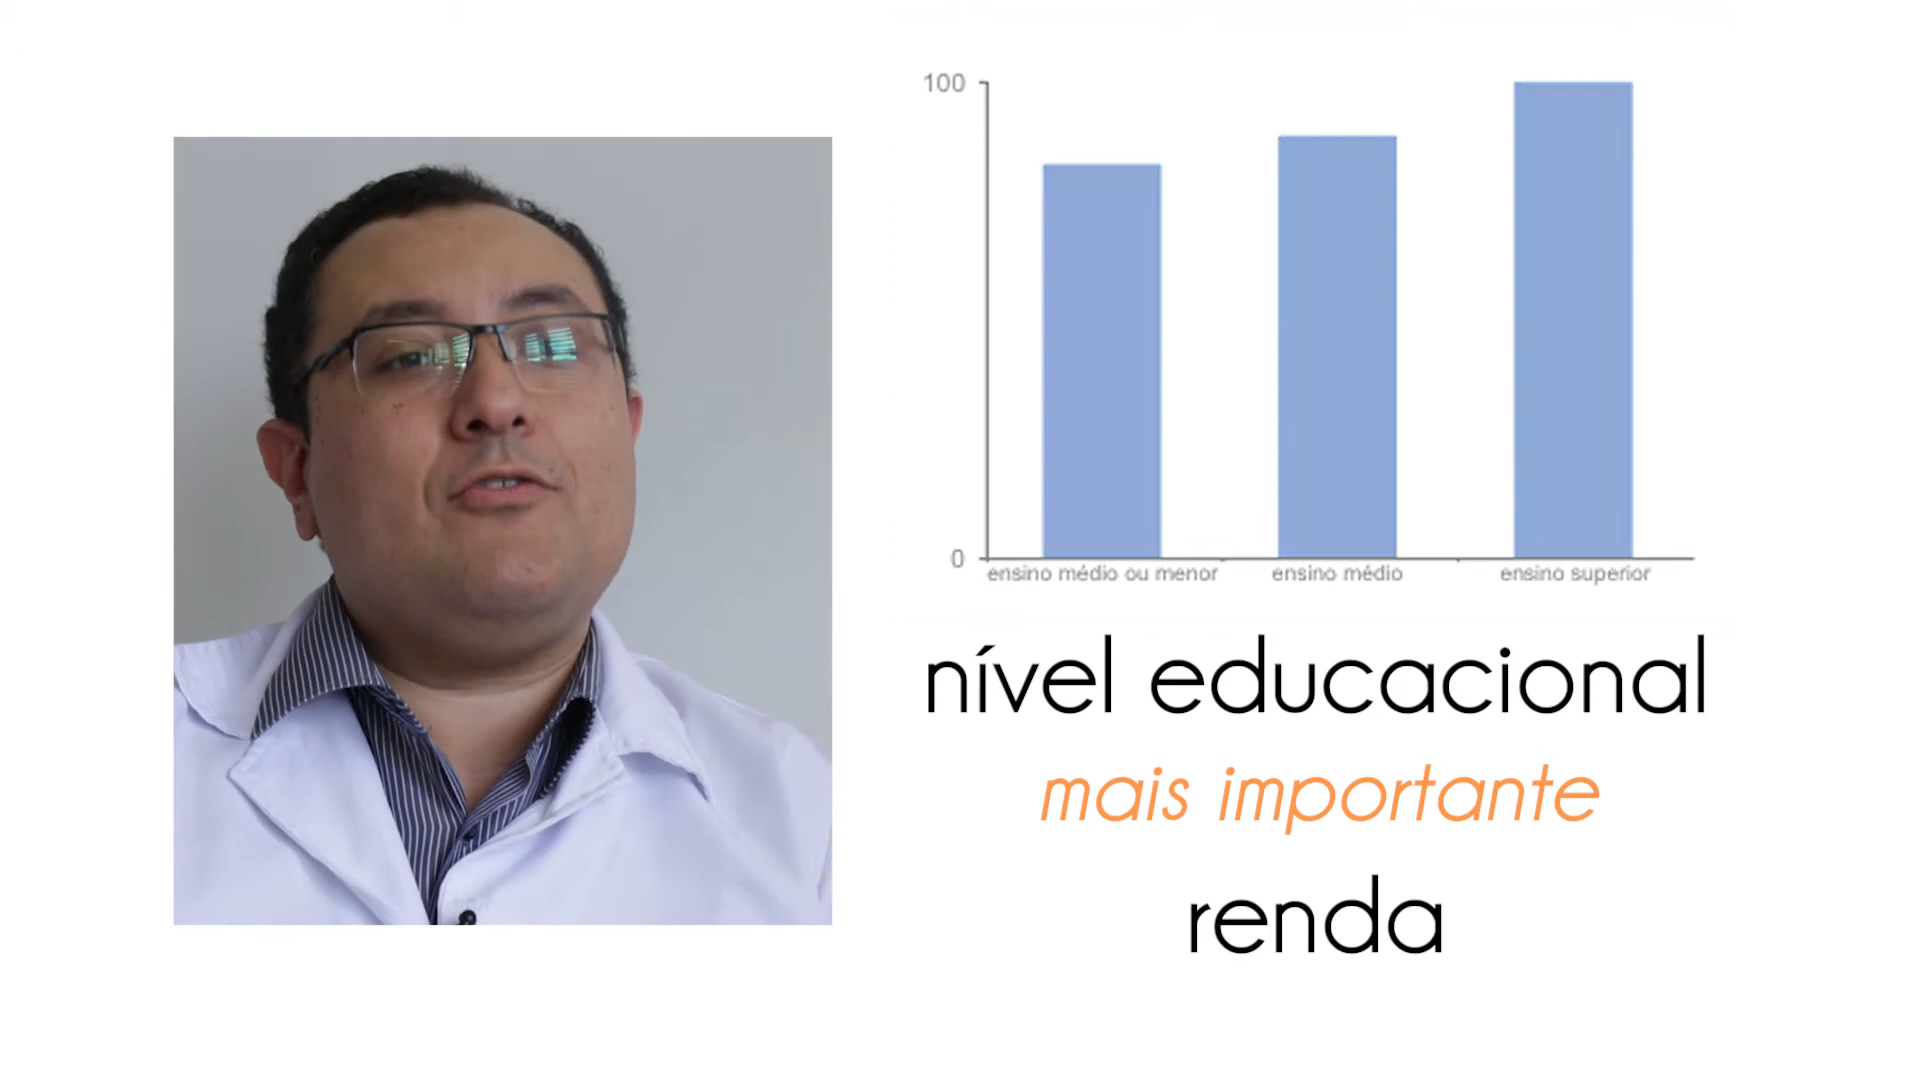 100
0
ensino médio ou menor
ensino médio
ensino superior
nível educacional
mais importante
renda